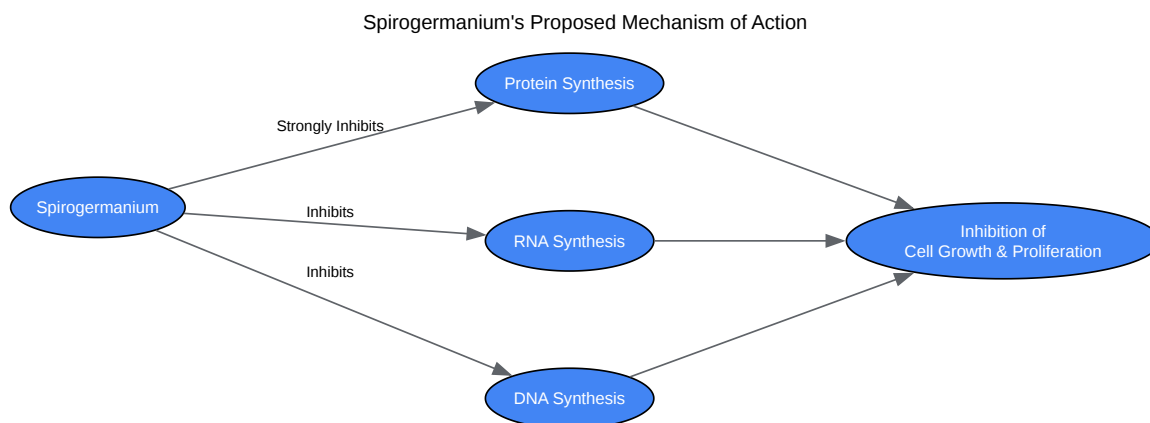 Spirogermanium's Proposed Mechanism of Action
Protein Synthesis
Strongly Inhibits
Spirogermanium
Inhibits
RNA Synthesis
Inhibition of
Cell Growth & Proliferation
Inhibits
DNA Synthesis